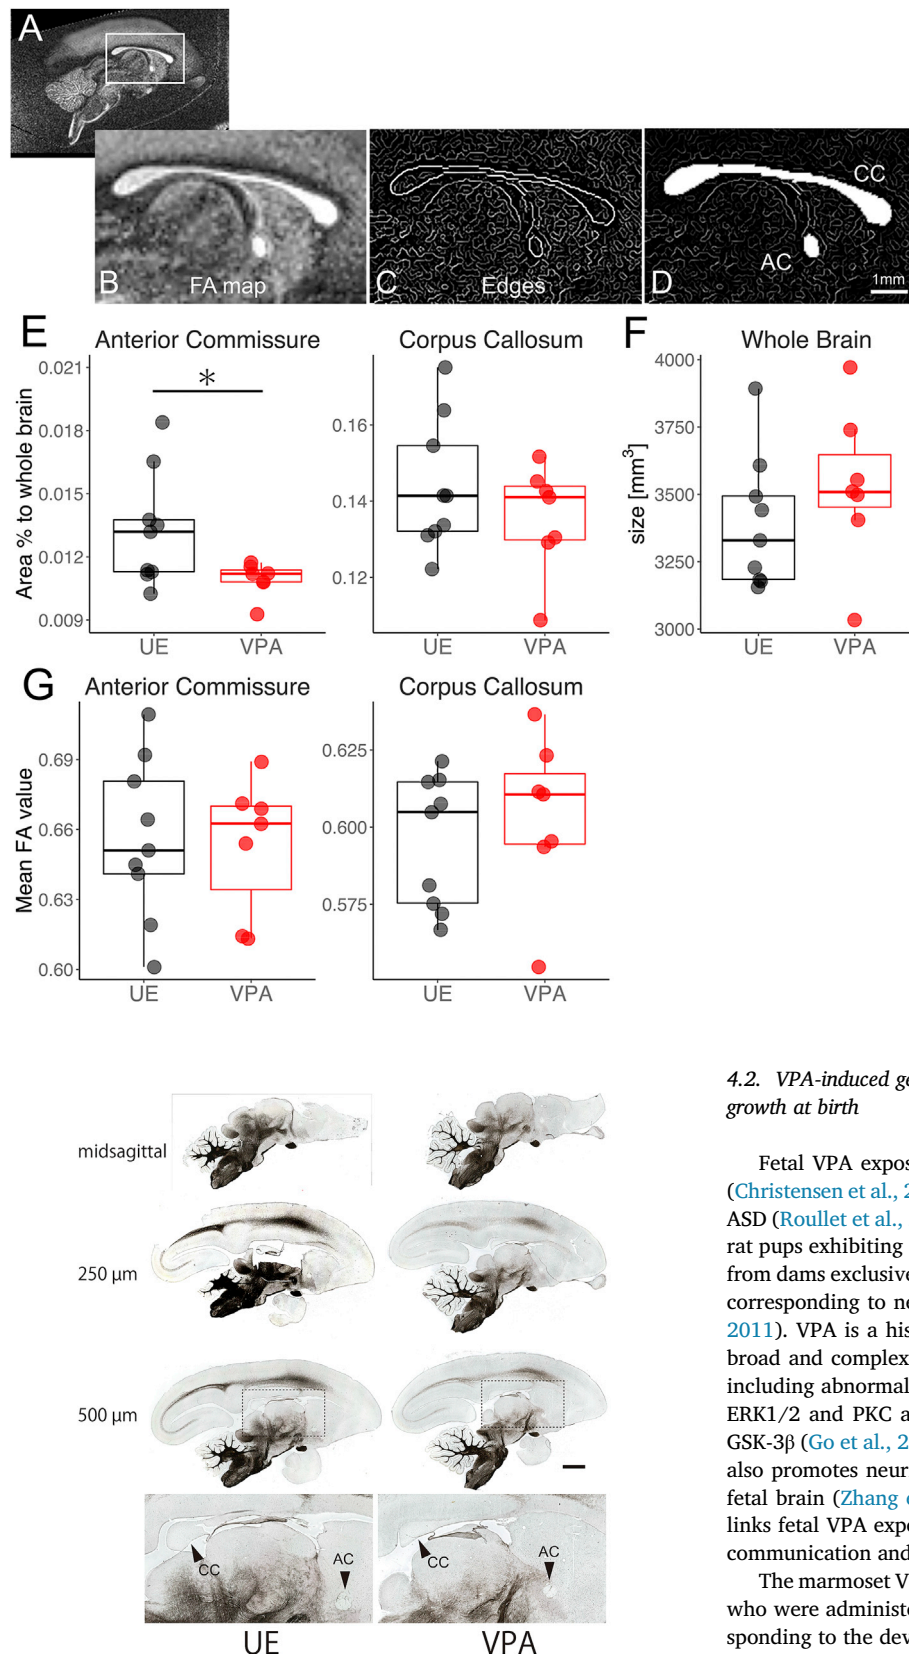 A
B
FA map
C
Edges
D
CC
AC
1mm
E
Anterior Commissure
Corpus Callosum
F
Whole Brain
Area % to whole brain
0.021
0.018
0.015
0.012
0.009
*
UE
VPA
0.16
0.14
0.12
UE
VPA
size [mm³]
4000
3750
3500
3250
3000
UE
VPA
G
Anterior Commissure
Corpus Callosum
Mean FA value
0.69
0.66
0.63
0.60
UE
VPA
0.625
0.600
0.575
UE
VPA
midsagittal
250 μm
500 μm
CC
AC
CC
AC
UE
VPA
4.2. VPA-induced ge
growth at birth
Fetal VPA expos
(Christensen et al., 2
ASD (Roullet et al.,
rat pups exhibiting
from dams exclusive
corresponding to ne
2011). VPA is a his
broad and complex
including abnormal
ERK1/2 and PKC a
GSK-3β (Go et al., 2
also promotes neur
fetal brain (Zhang e
links fetal VPA expo
communication and
The marmoset V
who were administe
sponding to the dev